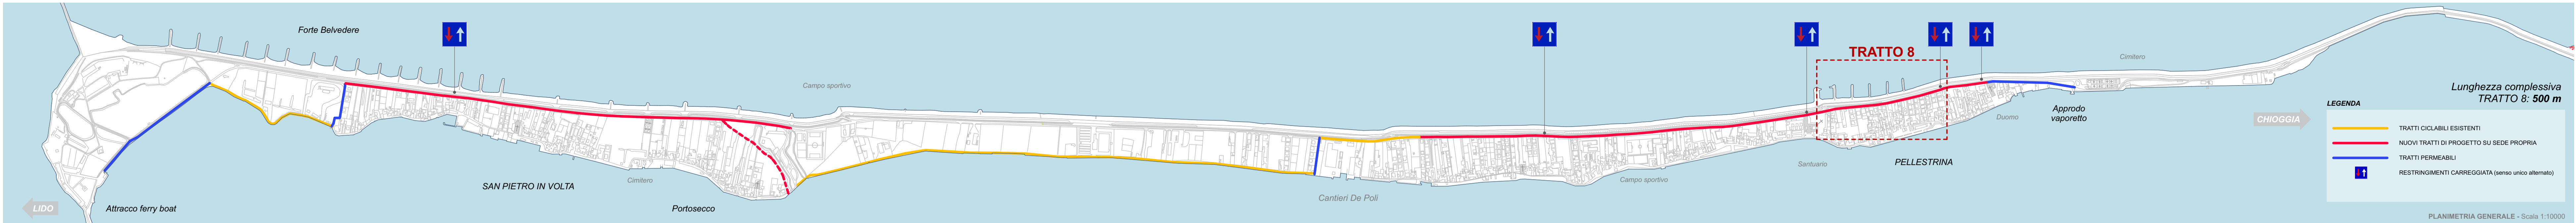 Forte Belvedere
Campo sportivo
TRATTO 8
Cimitero
Lunghezza complessiva
TRATTO 8: 500 m
LEGENDA
TRATTI CICLABILI ESISTENTI
NUOVI TRATTI DI PROGETTO SU SEDE PROPRIA
TRATTI PERMEABILI
RESTRINGIMENTI CARREGGIATA (senso unico alternato)
CHIOGGIA
Approdo
vaporetto
Duomo
PELLESTRINA
Santuario
Campo sportivo
Cantieri De Poli
Cimitero
SAN PIETRO IN VOLTA
Portosecco
Attracco ferry boat
LIDO
PLANIMETRIA GENERALE - Scala 1:10000